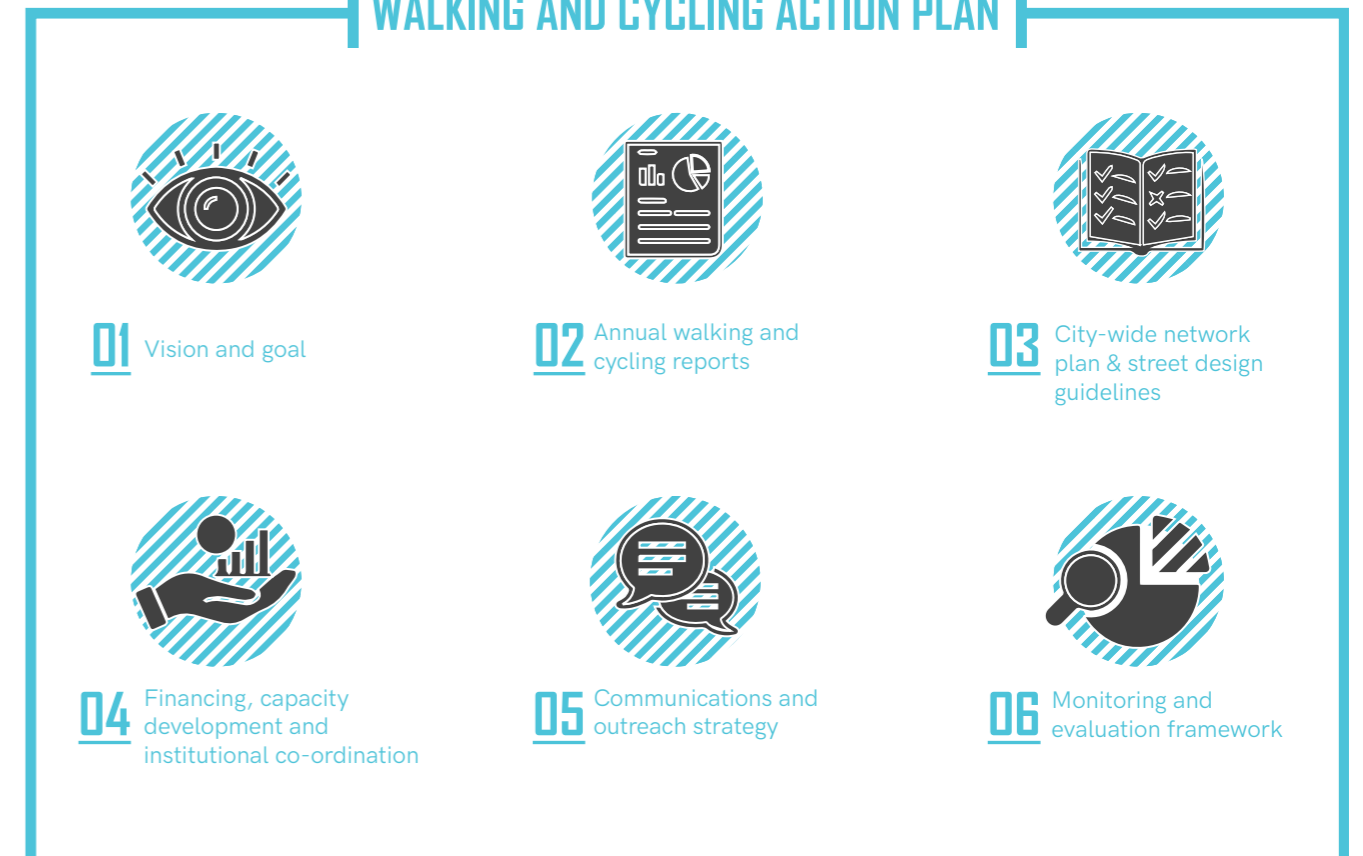 WALKING AND CYCLING ACTION PLAN
01 Vision and goal
02 Annual walking and
cycling reports
03 City-wide network
plan & street design
guidelines
04 Financing, capacity
development and
institutional co-ordination
05 Communications and
outreach strategy
06 Monitoring and
evaluation framework